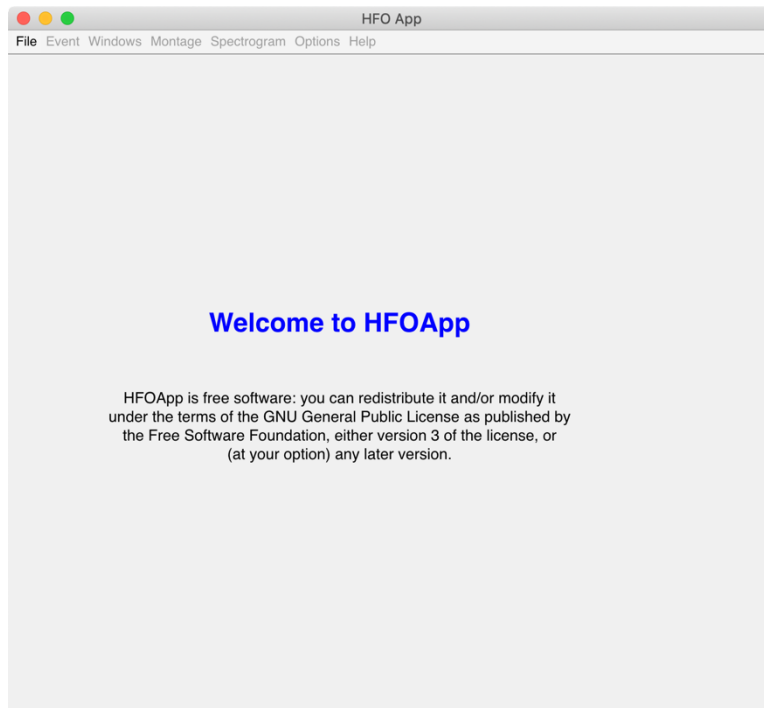 HFO App
File Event Windows Montage Spectrogram Options Help
Welcome to HFOApp
HFOApp is free software: you can redistribute it and/or modify it
under the terms of the GNU General Public License as published by
the Free Software Foundation, either version 3 of the license, or
(at your option) any later version.